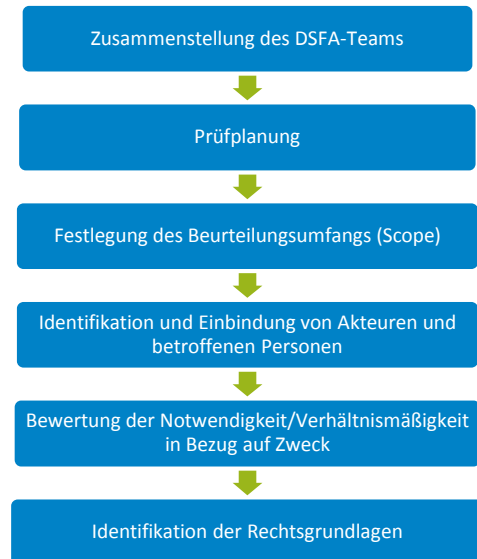 Zusammenstellung des DSFA-Teams
Prüfplanung
Festlegung des Beurteilungsumfangs (Scope)
Identifikation und Einbindung von Akteuren und
betroffenen Personen
Bewertung der Notwendigkeit/Verhältnismäßigkeit
in Bezug auf Zweck
Identifikation der Rechtsgrundlagen